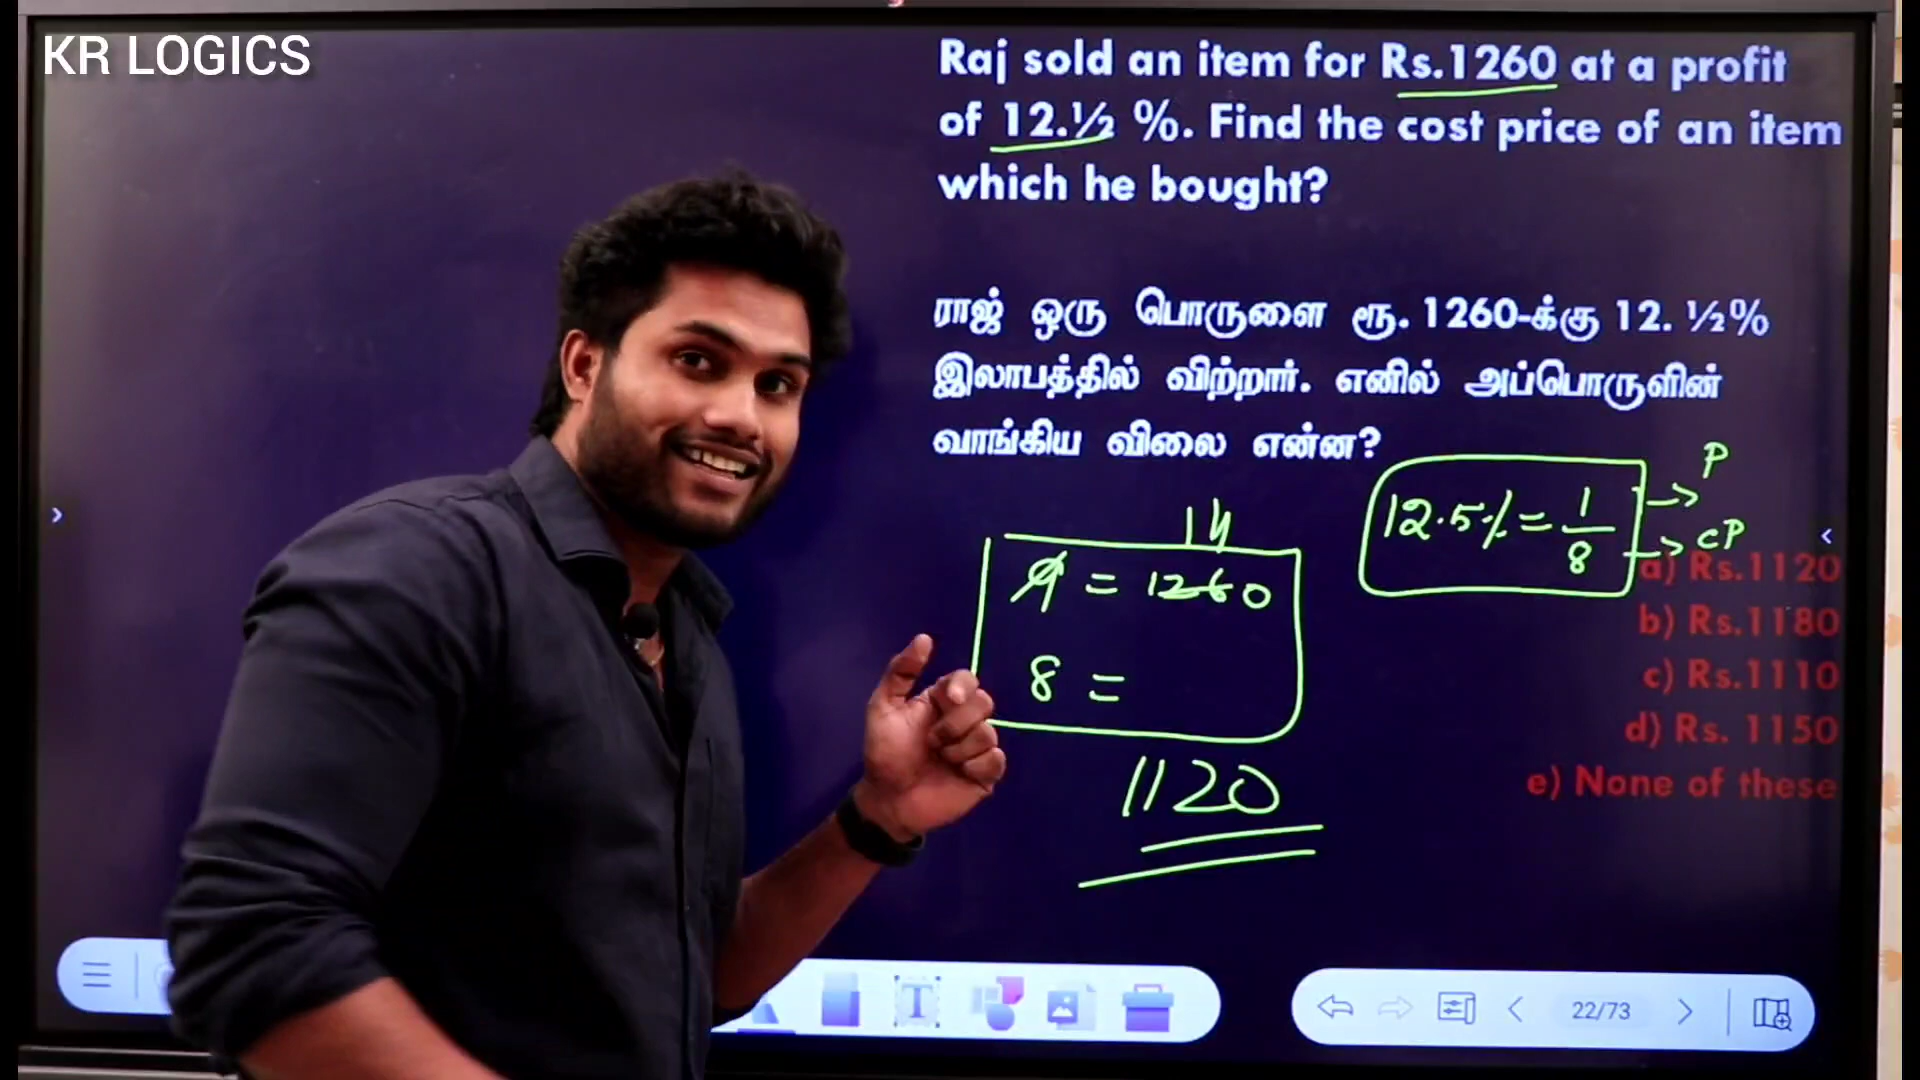 KR LOGICS
Raj sold an item for Rs.1260 at a profit
of 12.½ %. Find the cost price of an item
which he bought?
ராஜ் ஒரு பொருளை ரூ. 1260-க்கு 12. ½%
இலாபத்தில் விற்றார். எனில் அப்பொருளின்
வாங்கிய விலை என்ன?
12.5% = 1/8
P
CP
14
9 = 1260
8 =
1120
a) Rs.1120
b) Rs.1180
c) Rs.1110
d) Rs. 1150
e) None of these
22/73